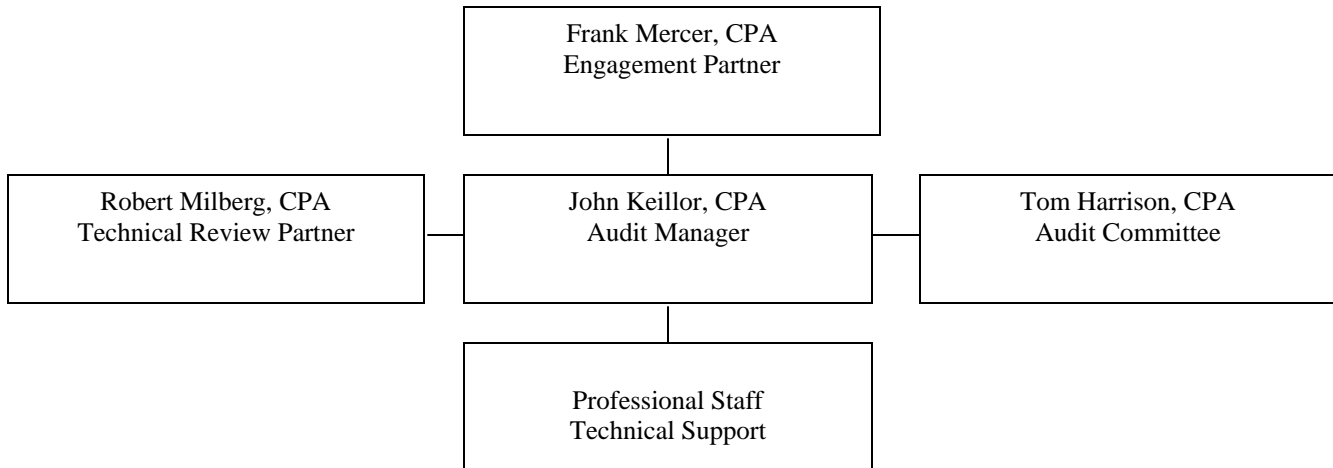 Frank Mercer, CPA
Engagement Partner
Robert Milberg, CPA
Technical Review Partner
John Keillor, CPA
Audit Manager
Tom Harrison, CPA
Audit Committee
Professional Staff
Technical Support